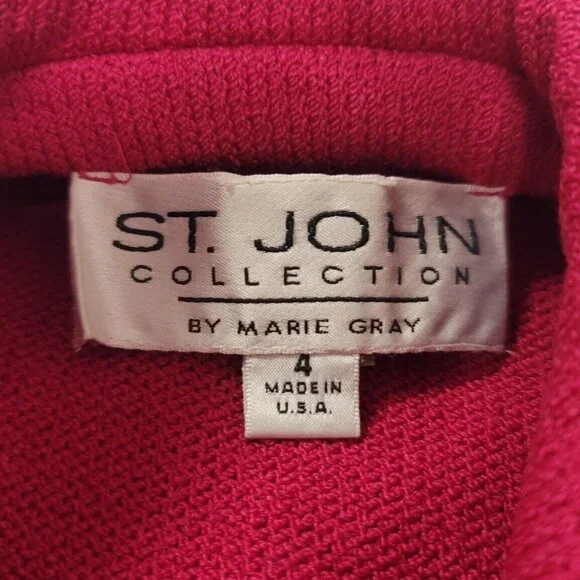 ST. JOHN
COLLECTION
BY MARIE GRAY
4
MADE IN
U.S.A.